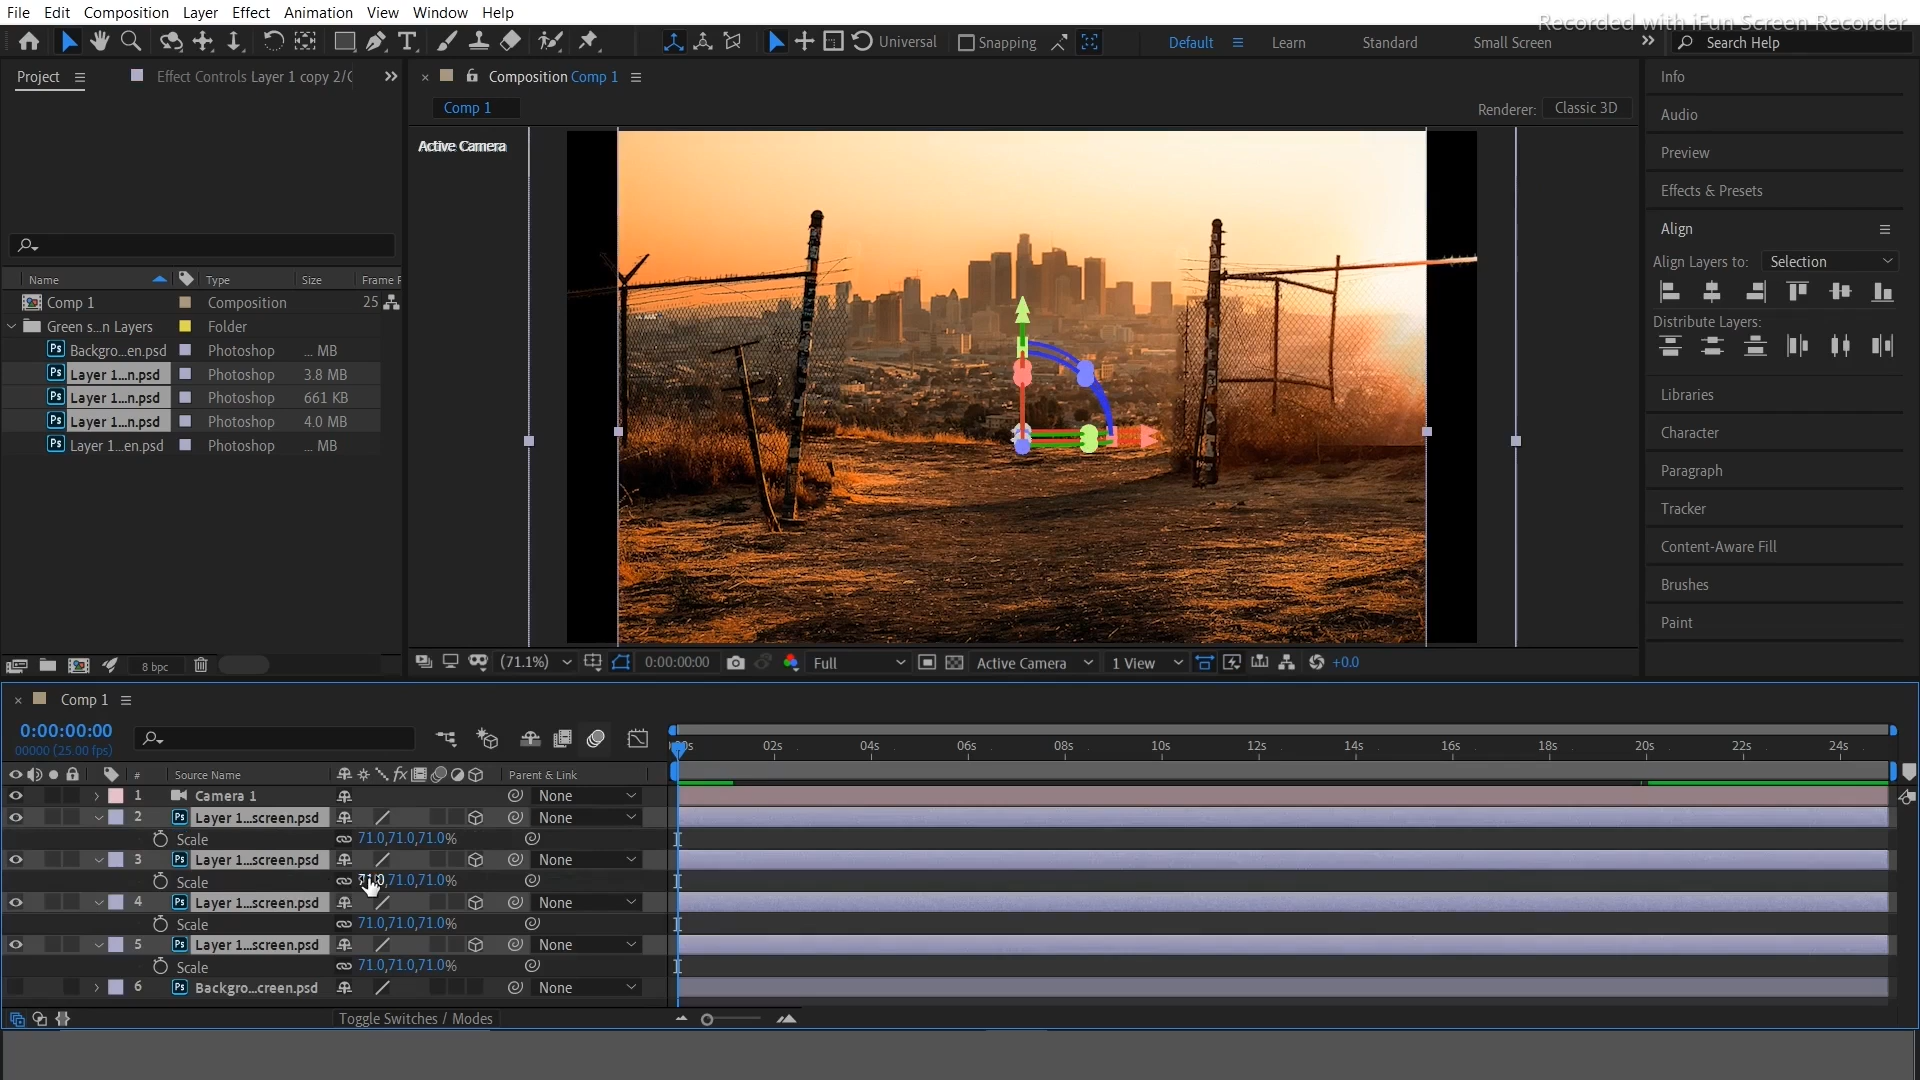 File Edit Composition Layer Effect Animation View Window Help
Recorded with iFun Screen Recorder
Universal Snapping Default Learn Standard Small Screen Search Help
Project Effect Controls Layer 1 copy 2/
Composition Comp 1
Comp 1
Renderer: Classic 3D
Active Camera
Name Type Size Frame F
Comp 1 Composition 25
Green s...n Layers Folder
Backgro...en.psd Photoshop ... MB
Layer 1...n.psd Photoshop 3.8 MB
Layer 1...n.psd Photoshop 661 KB
Layer 1...n.psd Photoshop 4.0 MB
Layer 1...en.psd Photoshop ... MB
8 bpc
(71.1%) 0:00:00:00 Full Active Camera 1 View +0.0
Info
Audio
Preview
Effects & Presets
Align
Align Layers to: Selection
Distribute Layers:
Libraries
Character
Paragraph
Tracker
Content-Aware Fill
Brushes
Paint
Comp 1
0:00:00:00
00000 (25.00 fps)
02s 04s 06s 08s 10s 12s 14s 16s 18s 20s 22s 24s
# Source Name Parent & Link
1 Camera 1 None
2 Ps Layer 1...screen.psd None
Scale 71.0,71.0,71.0%
3 Ps Layer 1...screen.psd None
Scale 71.0,71.0,71.0%
4 Ps Layer 1...screen.psd None
Scale 71.0,71.0,71.0%
5 Ps Layer 1...screen.psd None
Scale 71.0,71.0,71.0%
6 Ps Backgro...creen.psd None
Toggle Switches / Modes